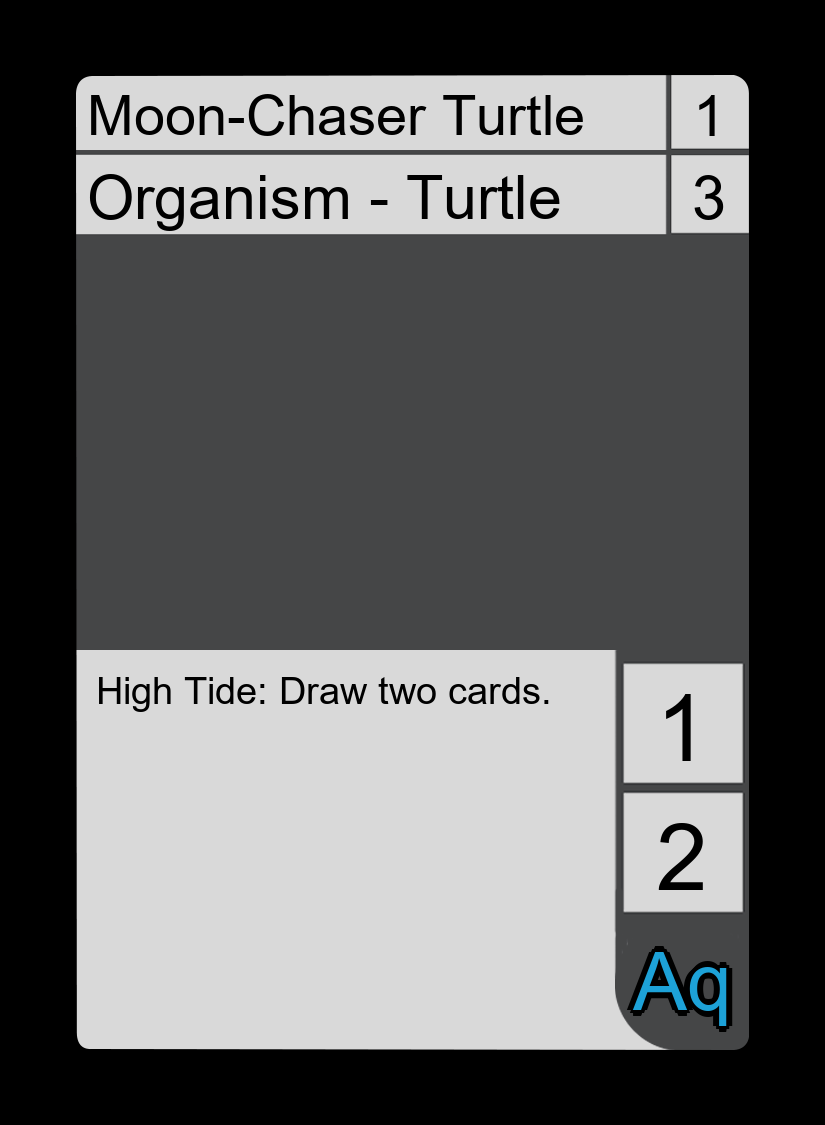 Moon-Chaser Turtle 1
Organism - Turtle 3
High Tide: Draw two cards.
1
2
Aq